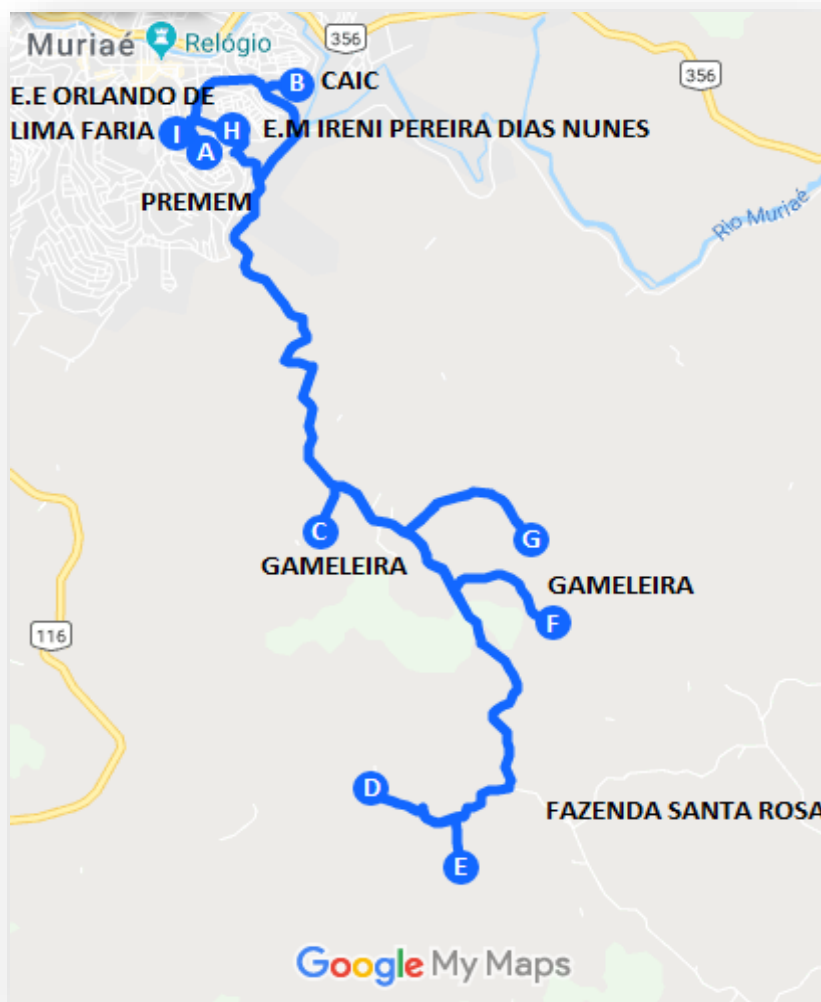 Muriaé
Relógio
356
356
B
CAIC
E.E ORLANDO DE
LIMA FARIA
I
H
E.M IRENI PEREIRA DIAS NUNES
A
PREMEM
Rio Muriaé
C
G
GAMELEIRA
GAMELEIRA
F
116
D
FAZENDA SANTA ROSA
E
Google My Maps